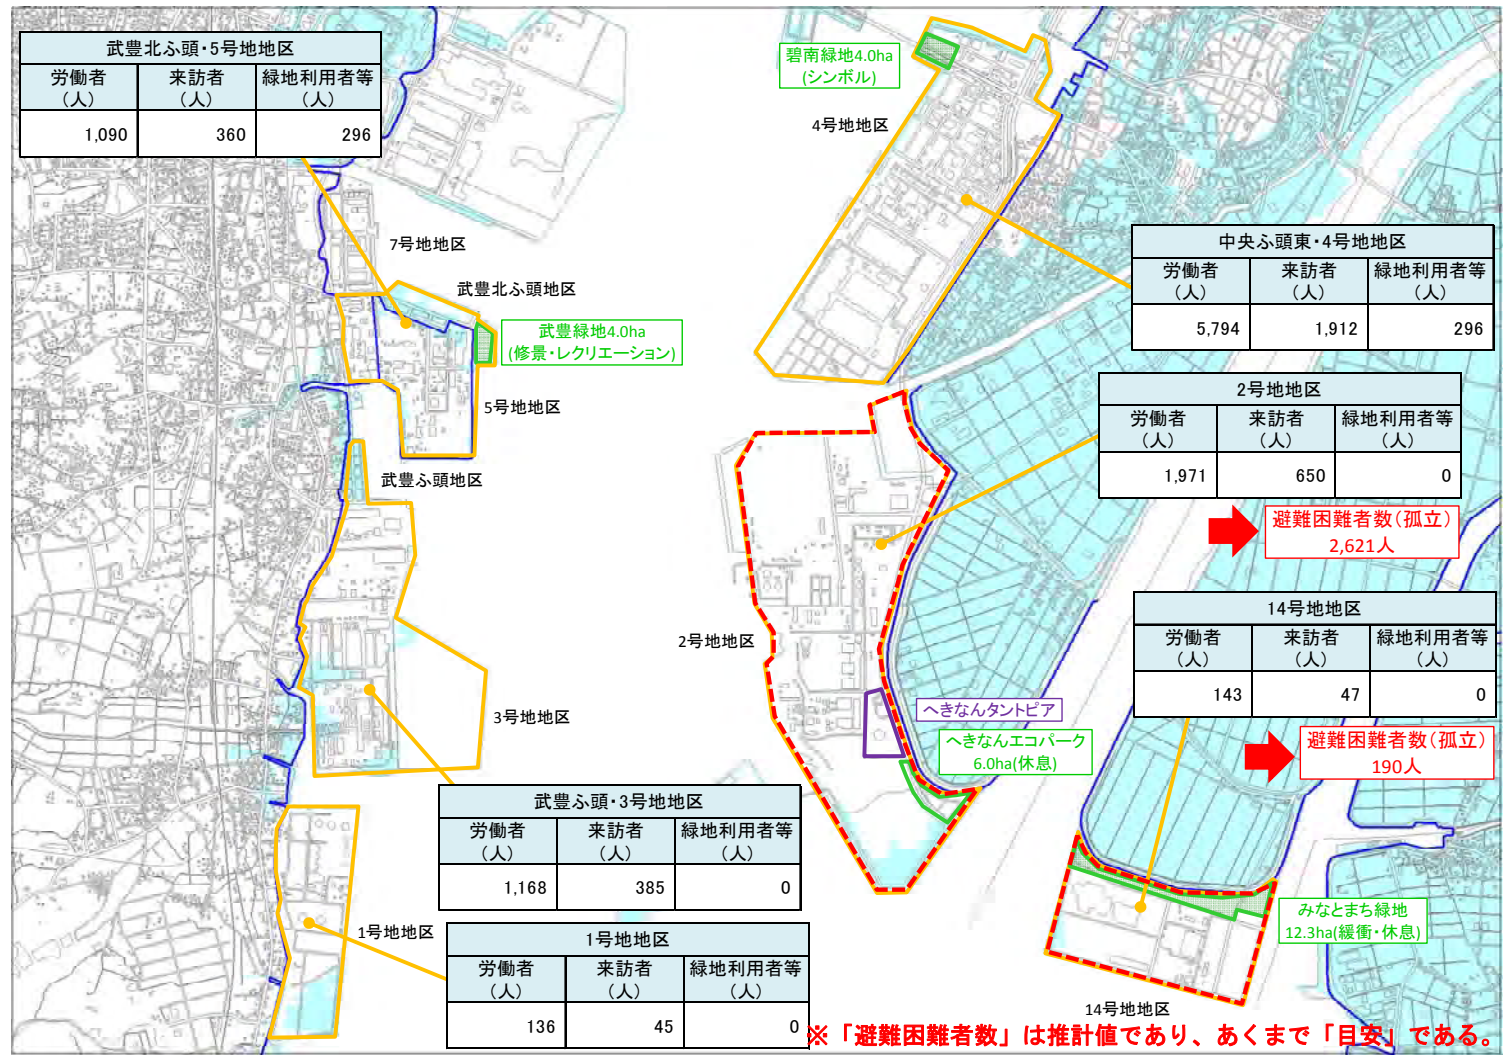 武豊北ふ頭・5号地地区
労働者
（人）
来訪者
（人）
緑地利用者等
（人）
1,090
360
296
碧南緑地4.0ha
(シンボル)
4号地地区
7号地地区
武豊北ふ頭地区
武豊緑地4.0ha
(修景・レクリエーション)
5号地地区
武豊ふ頭地区
中央ふ頭東・4号地地区
労働者
（人）
来訪者
（人）
緑地利用者等
（人）
5,794
1,912
296
2号地地区
労働者
（人）
来訪者
（人）
緑地利用者等
（人）
1,971
650
0
避難困難者数（孤立）
2,621人
2号地地区
3号地地区
へきなんタントピア
へきなんエコパーク
6.0ha(休息)
14号地地区
労働者
（人）
来訪者
（人）
緑地利用者等
（人）
143
47
0
避難困難者数（孤立）
190人
武豊ふ頭・3号地地区
労働者
（人）
来訪者
（人）
緑地利用者等
（人）
1,168
385
0
1号地地区
1号地地区
労働者
（人）
来訪者
（人）
緑地利用者等
（人）
136
45
0
みなとまち緑地
12.3ha(緩衝・休息)
14号地地区
※「避難困難者数」は推計値であり、あくまで「目安」である。